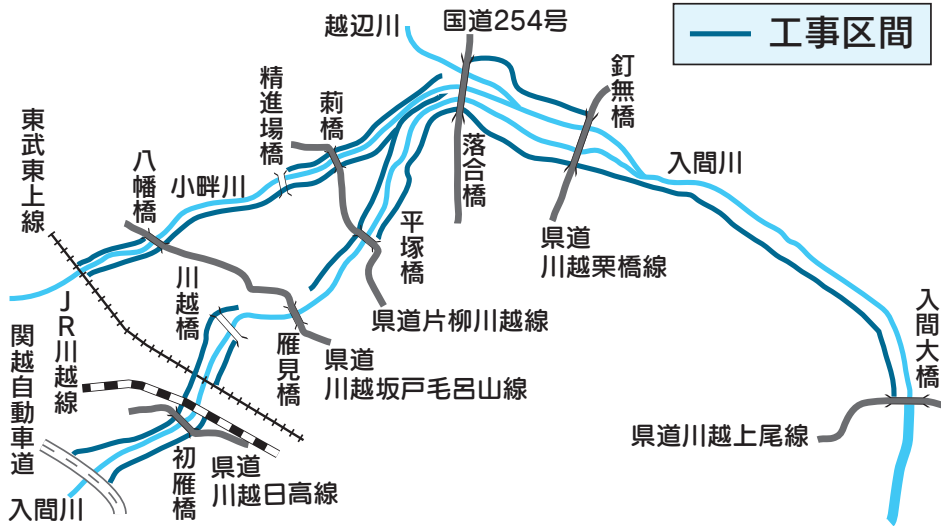 工事区間
越辺川
国道254号
釘無橋
精進場橋
莿橋
東武東上線
八幡橋
小畔川
落合橋
入間川
平塚橋
県道
川越栗橋線
川越橋
県道片柳川越線
JR川越線
関越自動車道
雁見橋
県道
川越坂戸毛呂山線
入間大橋
県道川越上尾線
初雁橋
県道
川越日高線
入間川